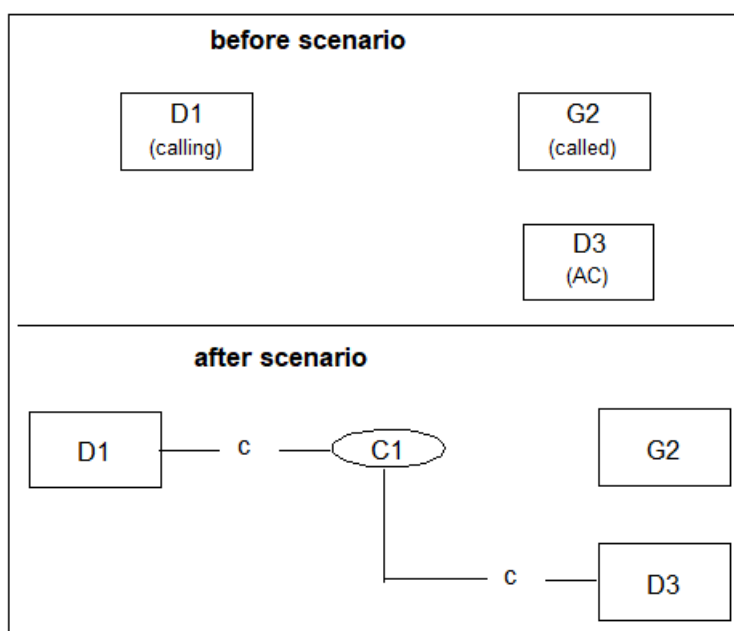 before scenario
D1
(calling)
G2
(called)
D3
(AC)
after scenario
D1
c
C1
G2
c
D3